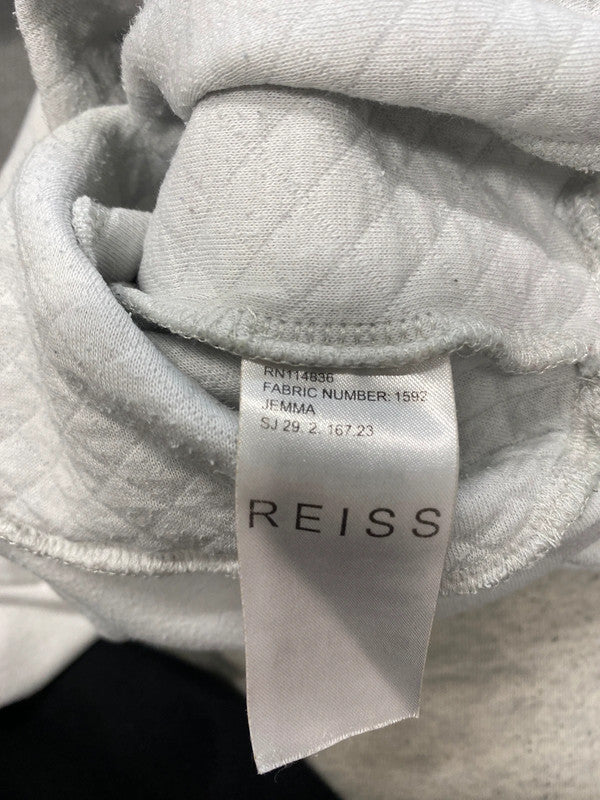 RN114836
FABRIC NUMBER: 1592
JEMMA
SJ 29. 2. 167.23
REISS